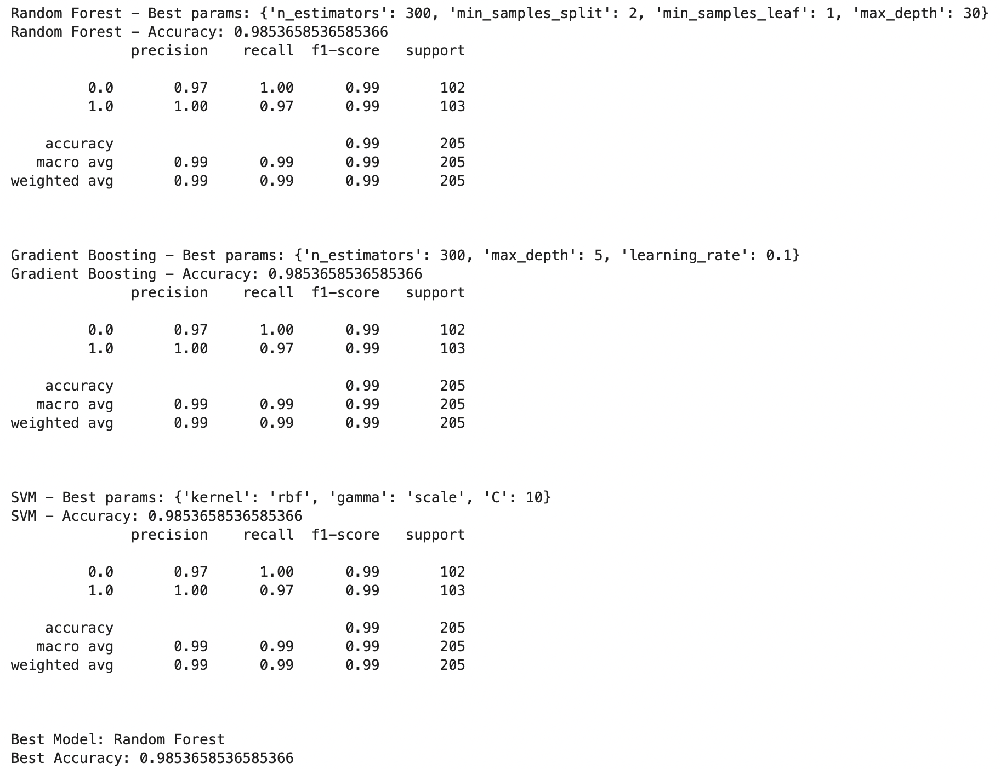 Random Forest – Best params: {'n_estimators': 300, 'min_samples_split': 2, 'min_samples_leaf': 1, 'max_depth': 30}
Random Forest – Accuracy: 0.9853658536585366
              precision    recall  f1-score   support

         0.0       0.97      1.00      0.99       102
         1.0       1.00      0.97      0.99       103

    accuracy                           0.99       205
   macro avg       0.99      0.99      0.99       205
weighted avg       0.99      0.99      0.99       205

Gradient Boosting – Best params: {'n_estimators': 300, 'max_depth': 5, 'learning_rate': 0.1}
Gradient Boosting – Accuracy: 0.9853658536585366
              precision    recall  f1-score   support

         0.0       0.97      1.00      0.99       102
         1.0       1.00      0.97      0.99       103

    accuracy                           0.99       205
   macro avg       0.99      0.99      0.99       205
weighted avg       0.99      0.99      0.99       205

SVM – Best params: {'kernel': 'rbf', 'gamma': 'scale', 'C': 10}
SVM – Accuracy: 0.9853658536585366
              precision    recall  f1-score   support

         0.0       0.97      1.00      0.99       102
         1.0       1.00      0.97      0.99       103

    accuracy                           0.99       205
   macro avg       0.99      0.99      0.99       205
weighted avg       0.99      0.99      0.99       205

Best Model: Random Forest
Best Accuracy: 0.9853658536585366